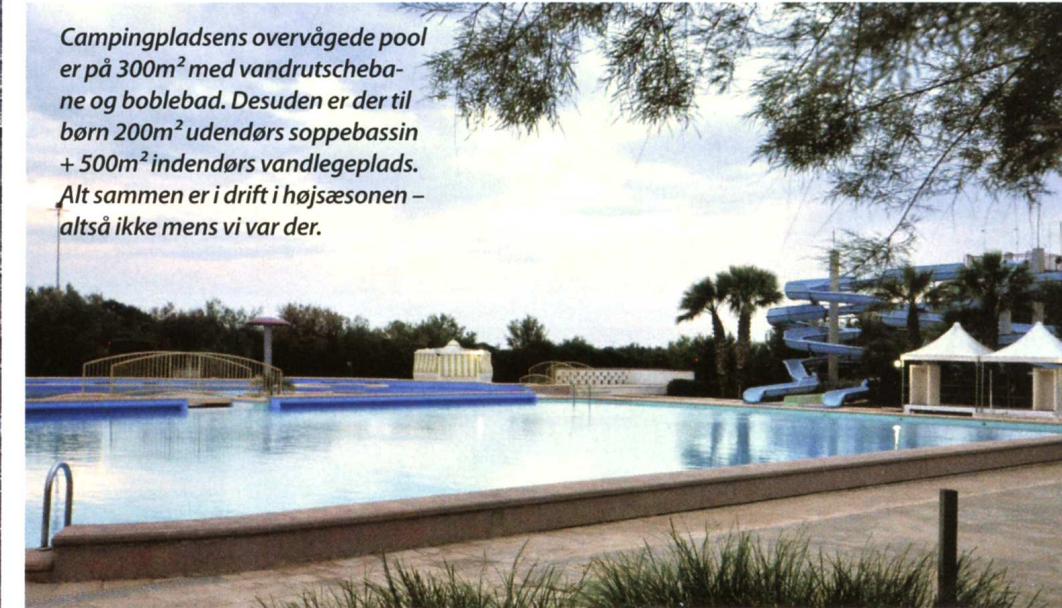 Campingpladsens overvågede pool
er på 300m² med vandrutscheba-
ne og boblebad. Desuden er der til
børn 200m² udendørs soppebassin
+ 500m² indendørs vandlegeplads.
Alt sammen er i drift i højsæsonen –
altså ikke mens vi var der.